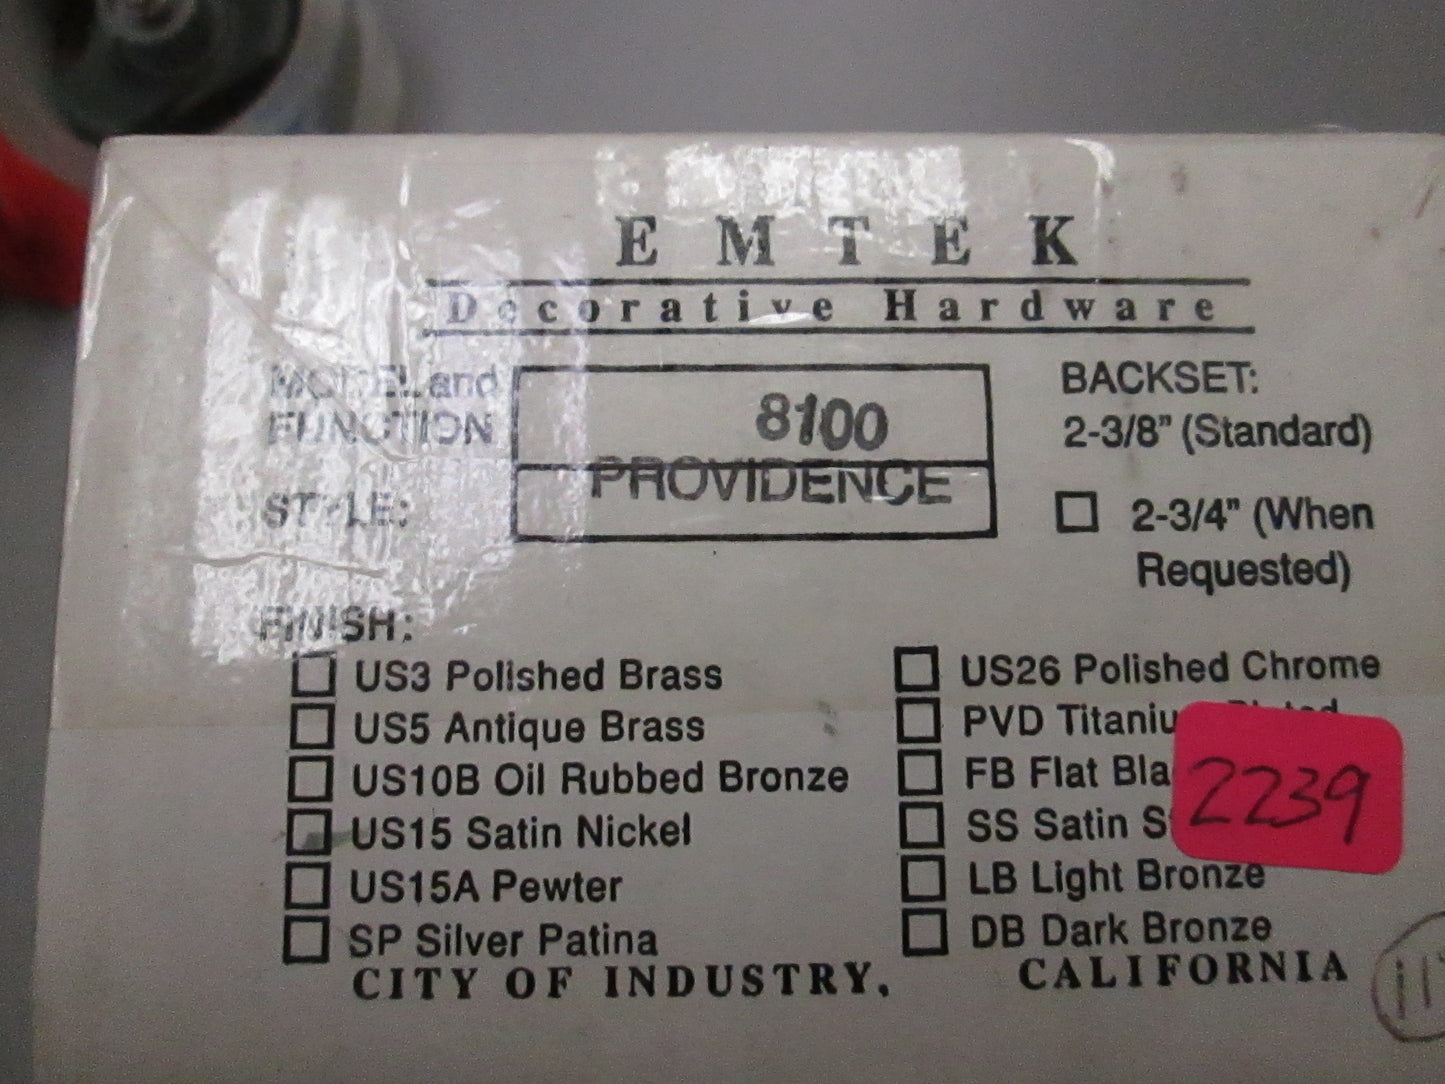 EMTEK
Decorative Hardware
MODEL and
FUNCTION
8100
STYLE:
PROVIDENCE
BACKSET:
2-3/8" (Standard)
2-3/4" (When
Requested)
FINISH:
US3 Polished Brass
US5 Antique Brass
US10B Oil Rubbed Bronze
US15 Satin Nickel
US15A Pewter
SP Silver Patina
US26 Polished Chrome
PVD
FB Flat
SS Satin
LB Light Bronze
DB Dark Bronze
2239
CITY OF INDUSTRY, CALIFORNIA